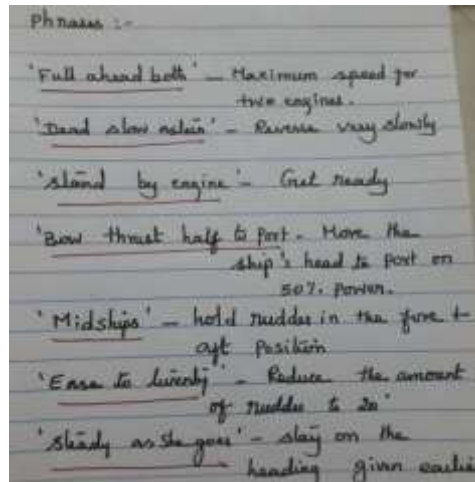 Phrases :-
'Full ahead both' – Maximum speed for
two engines.
'Dead slow astern' – Reverse very slowly
'Stand by engine' – Get ready
'Bow thrust half to port. – Move the
ship's head to port on
50% power.
'Midships' – hold rudder in the fore +
aft position
'Ease to twenty' – Reduce the amount
of rudder to 20°
'Steady as she goes' – stay on the
heading given earlier